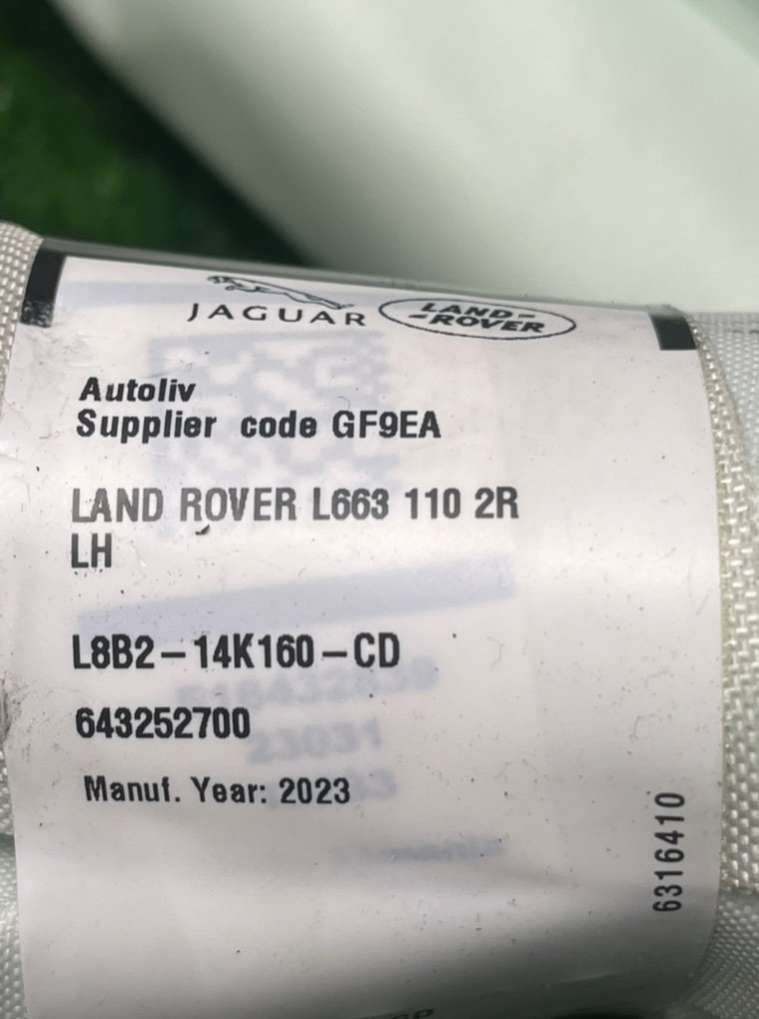 JAGUAR
LAND-
-ROVER
Autoliv
Supplier code GF9EA
LAND ROVER L663 110 2R
LH
L8B2-14K160-CD
643252700
23031
Manuf. Year: 2023
6316410